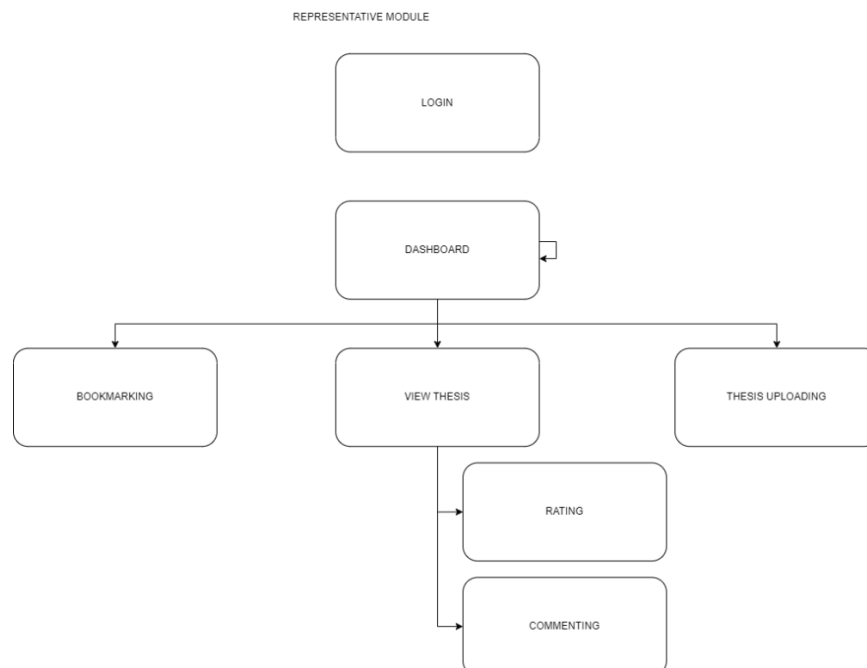 REPRESENTATIVE MODULE
LOGIN
DASHBOARD
BOOKMARKING
VIEW THESIS
THESIS UPLOADING
RATING
COMMENTING